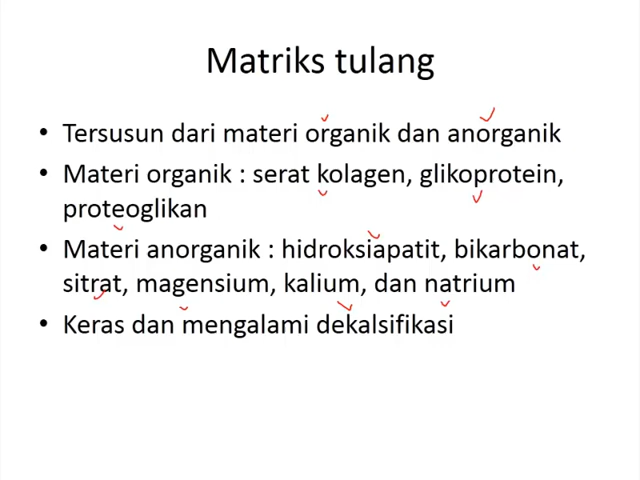 Matriks tulang
• Tersusun dari materi organik dan anorganik
• Materi organik : serat kolagen, glikoprotein,
proteoglikan
• Materi anorganik : hidroksiapatit, bikarbonat,
sitrat, magensium, kalium, dan natrium
• Keras dan mengalami dekalsifikasi